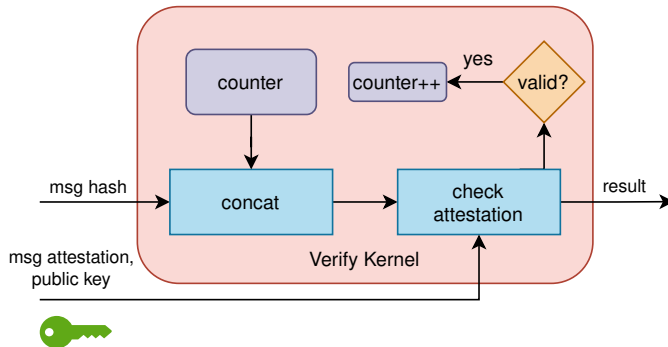 yes
counter
counter++
valid?
msg hash
concat
check
attestation
result
msg attestation,
public key
Verify Kernel